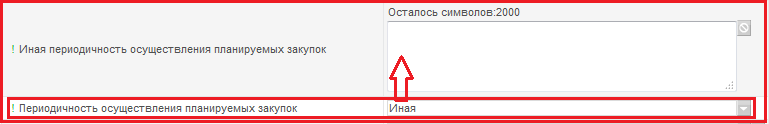 Осталось символов:2000
! Иная периодичность осуществления планируемых закупок
! Периодичность осуществления планируемых закупок Иная